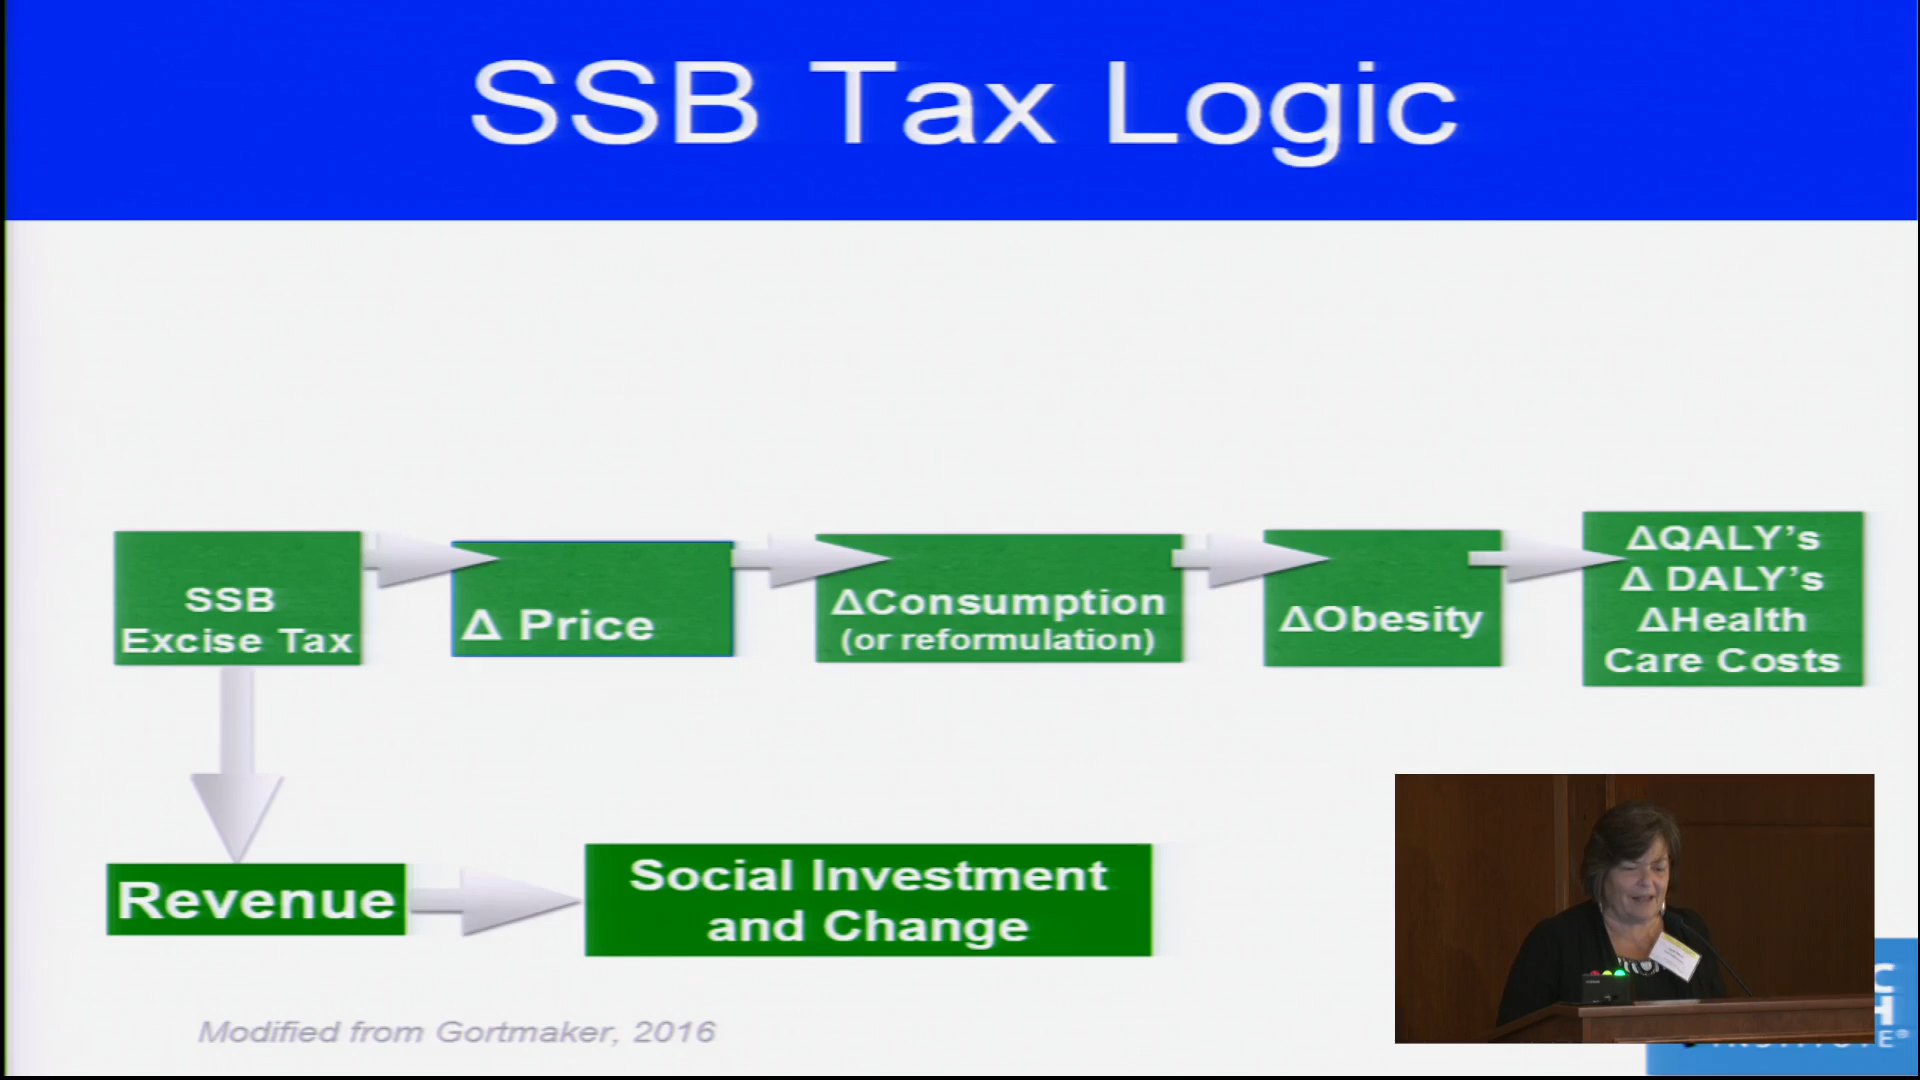 SSB Tax Logic
SSB
Excise Tax
Δ Price
ΔConsumption
(or reformulation)
ΔObesity
ΔQALY's
Δ DALY's
ΔHealth
Care Costs
Revenue
Social Investment
and Change
Modified from Gortmaker, 2016